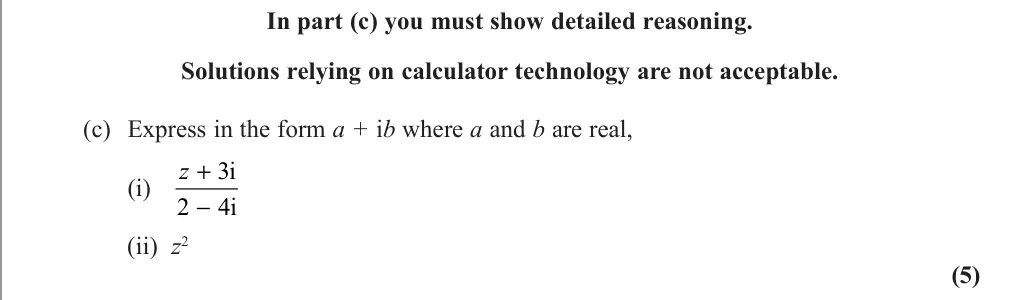 In part (c) you must show detailed reasoning.
Solutions relying on calculator technology are not acceptable.
(c) Express in the form a + ib where a and b are real,
(i) z + 3i
2 − 4i
(ii) z²
(5)